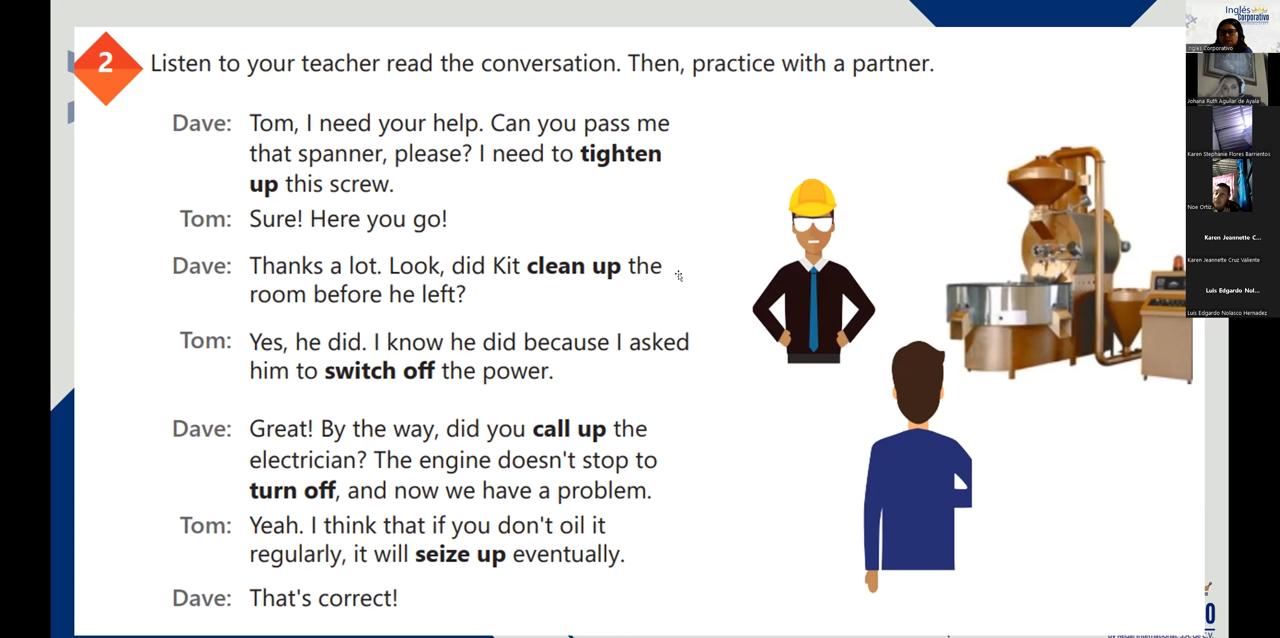 2
Listen to your teacher read the conversation. Then, practice with a partner.
Dave: Tom, I need your help. Can you pass me
that spanner, please? I need to tighten
up this screw.
Tom: Sure! Here you go!
Dave: Thanks a lot. Look, did Kit clean up the
room before he left?
Tom: Yes, he did. I know he did because I asked
him to switch off the power.
Dave: Great! By the way, did you call up the
electrician? The engine doesn't stop to
turn off, and now we have a problem.
Tom: Yeah. I think that if you don't oil it
regularly, it will seize up eventually.
Dave: That's correct!
Inglés
Corporativo
Inglés Corporativo
Johana Ruth Aguilar de Ayala
Karen Stephanie Flores Barrientos
Noe Ortiz
Karen Jeannette C...
Karen Jeannette Cruz Valiente
Luis Edgardo Nol...
Luis Edgardo Nolasco Hernadez